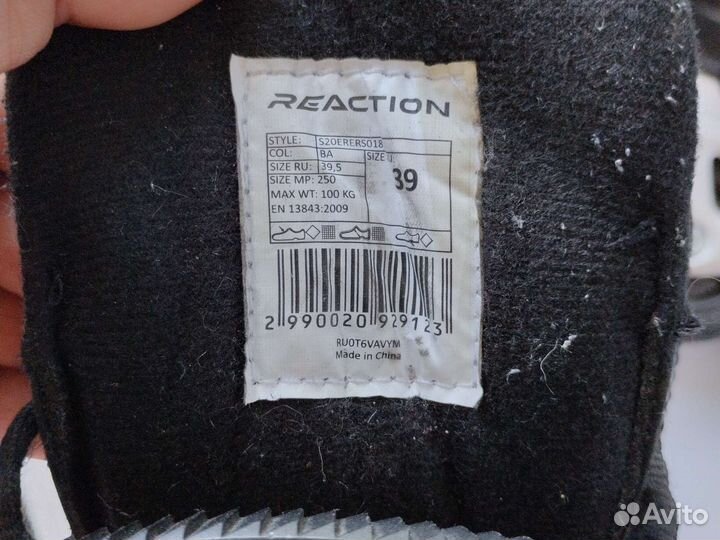 REACTION
STYLE: S20ERERS018
COL: BA SIZE
SIZE RU: 39,5
SIZE MP: 250 39
MAX WT: 100 KG
EN 13843:2009
2 990020 929123
RU0T6VAVYM
Made in China
Avito